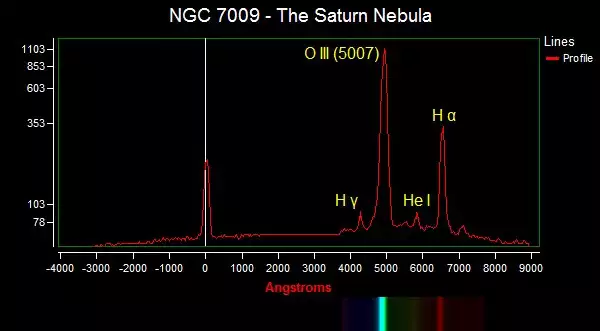 NGC 7009 - The Saturn Nebula
Lines
Profile
1103
853
603
353
103
78
O III (5007)
H α
H γ
He I
-4000 -3000 -2000 -1000 0 1000 2000 3000 4000 5000 6000 7000 8000 9000
Angstroms